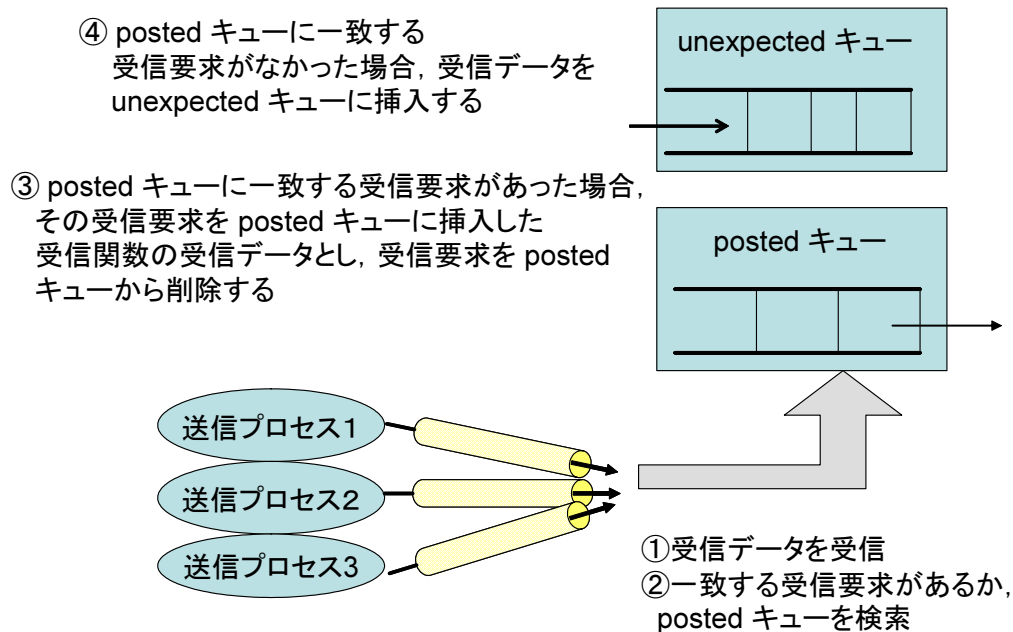 ④ posted キューに一致する
受信要求がなかった場合，受信データを
unexpected キューに挿入する
unexpected キュー
③ posted キューに一致する受信要求があった場合，
その受信要求を posted キューに挿入した
受信関数の受信データとし，受信要求を posted
キューから削除する
posted キュー
送信プロセス１
送信プロセス２
送信プロセス3
①受信データを受信
②一致する受信要求があるか，
posted キューを検索